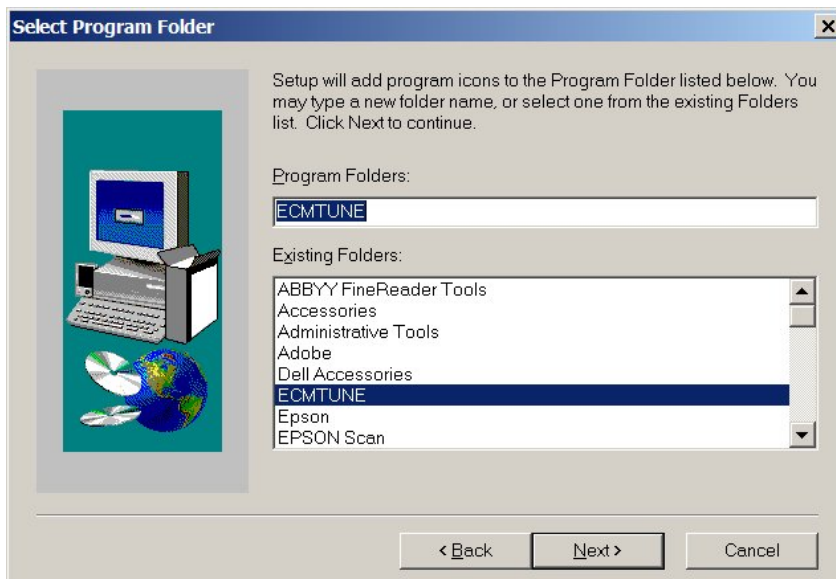 Select Program Folder
Setup will add program icons to the Program Folder listed below. You
may type a new folder name, or select one from the existing Folders
list. Click Next to continue.
Program Folders:
ECMTUNE
Existing Folders:
ABBYY FineReader Tools
Accessories
Administrative Tools
Adobe
Dell Accessories
ECMTUNE
Epson
EPSON Scan
< Back
Next >
Cancel